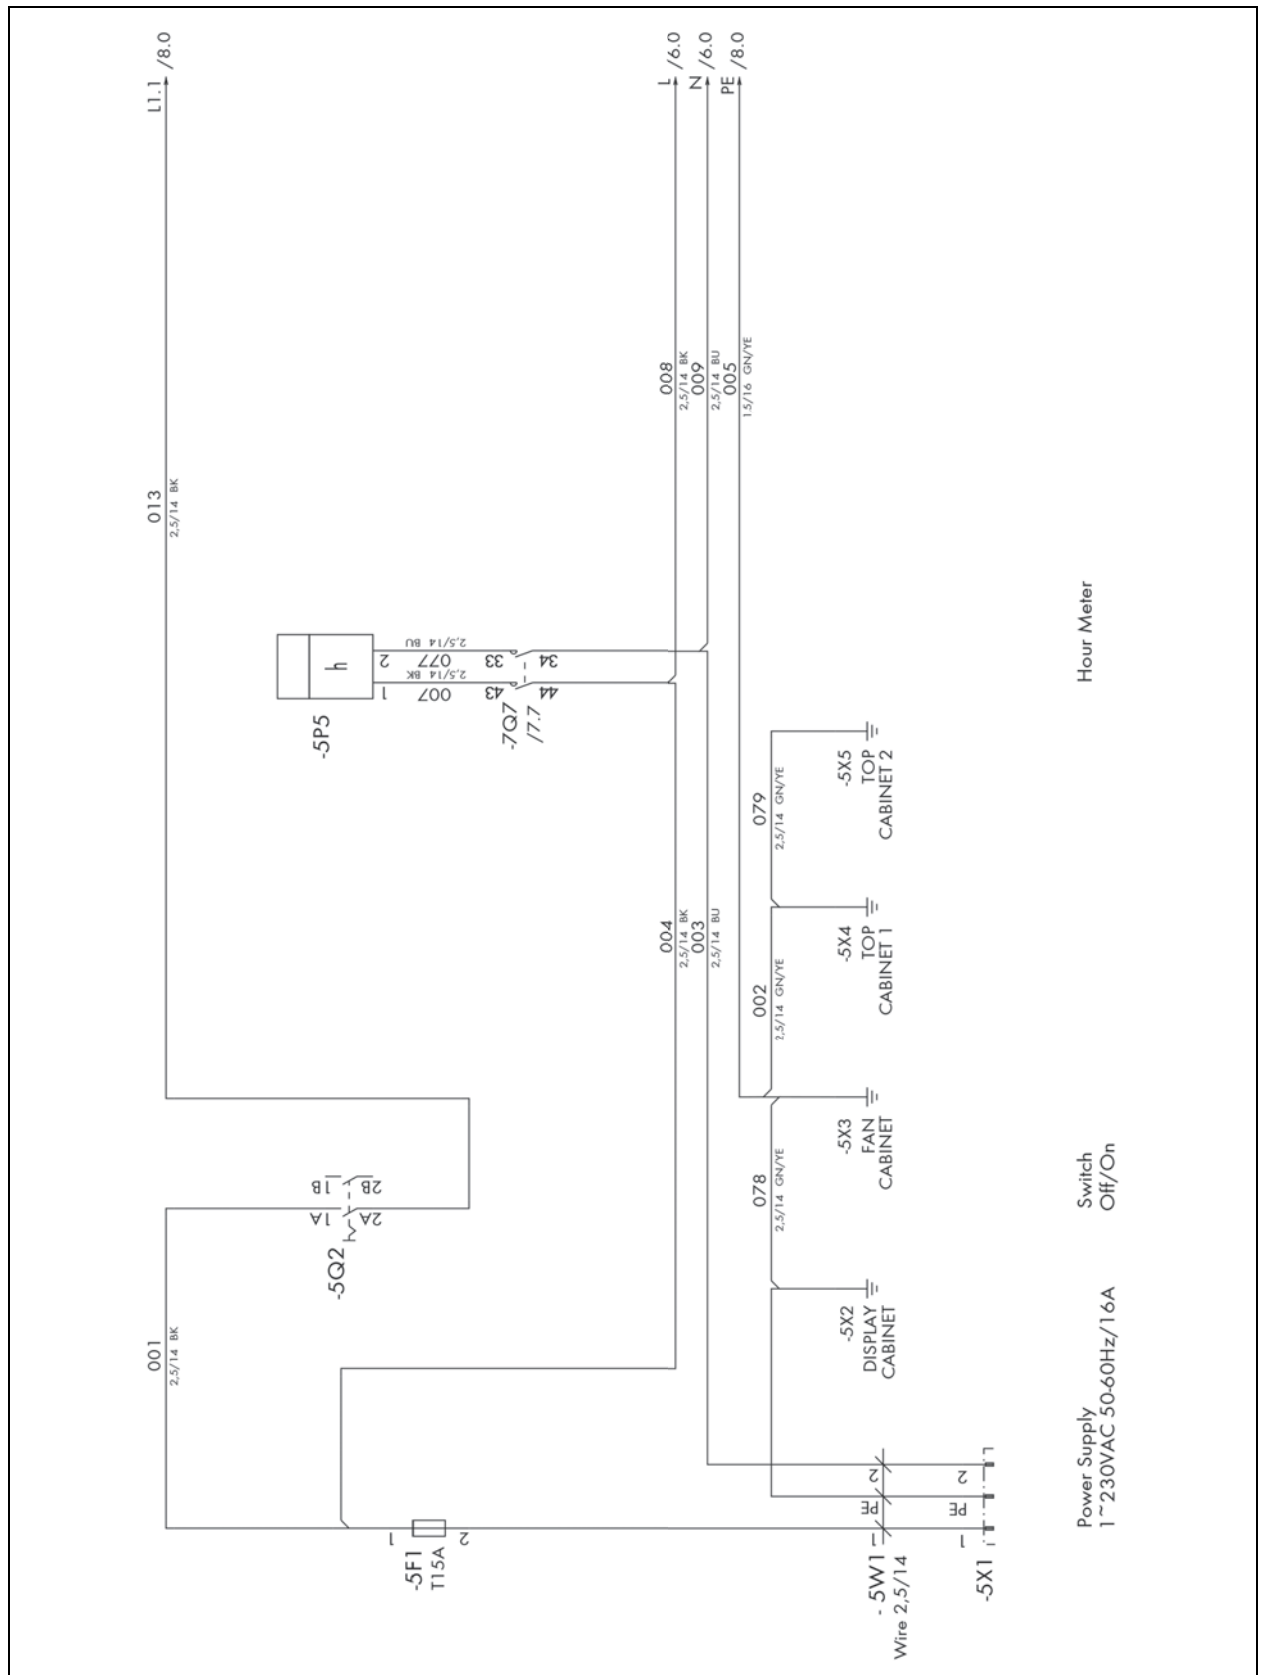 L1.1 /8.0
013
2,5/14 BK
001
2,5/14 BK
-5Q2
1A
2A
1B
2B
-5P5
h
1
2
007
2,5/14 BK
077
2,5/14 BU
43
33
-7Q7
/7.7
44
34
-5F1
T15A
1
2
L /6.0
N /6.0
PE /8.0
008
2,5/14 BK
009
2,5/14 BU
005
1.5/16 GN/YE
004
2,5/14 BK
003
2,5/14 BU
078
2,5/14 GN/YE
002
2,5/14 GN/YE
079
2,5/14 GN/YE
-5X2
DISPLAY
CABINET
-5X3
FAN
CABINET
-5X4
TOP
CABINET 1
-5X5
TOP
CABINET 2
- 5W1
Wire 2,5/14
1
PE
2
-5X1
1
PE
2
Power Supply
1~230VAC 50-60Hz/16A
Switch
Off/On
Hour Meter